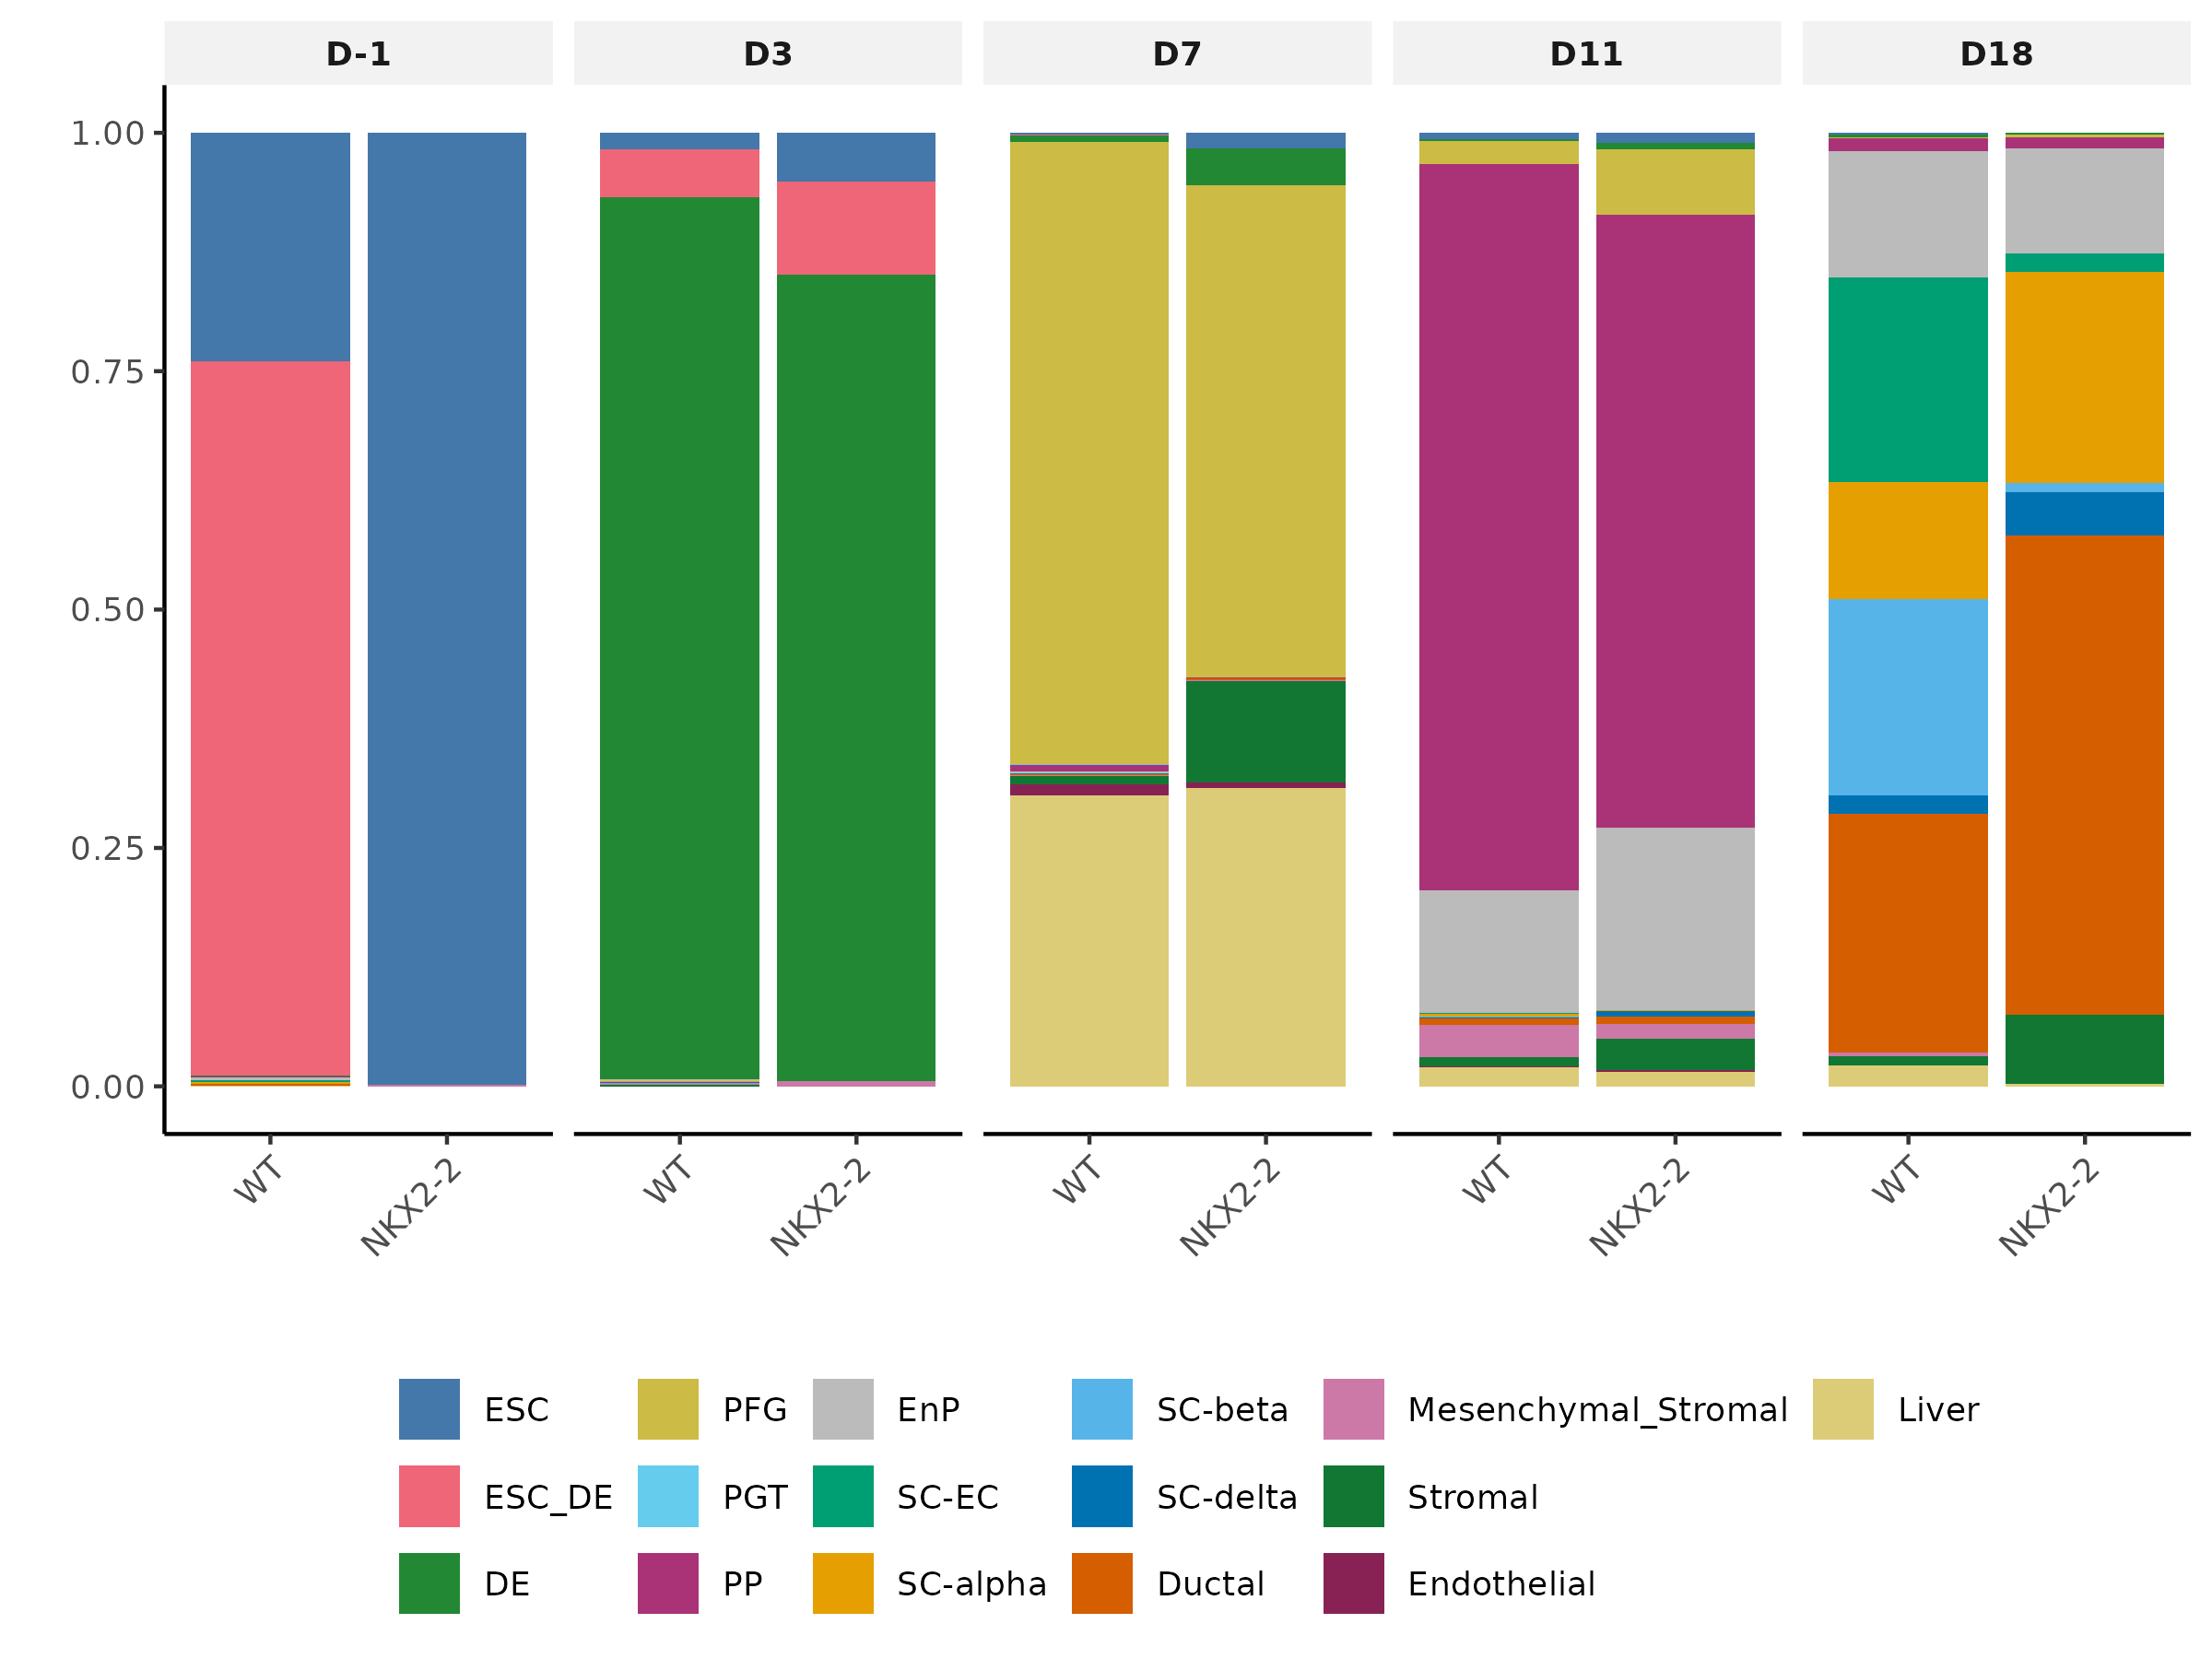 D-1 D3 D7 D11 D18
1.00
0.75
0.50
0.25
0.00
WT NKX2-2 WT NKX2-2 WT NKX2-2 WT NKX2-2 WT NKX2-2
ESC PFG EnP SC-beta Mesenchymal_Stromal Liver
ESC_DE PGT SC-EC SC-delta Stromal
DE PP SC-alpha Ductal Endothelial